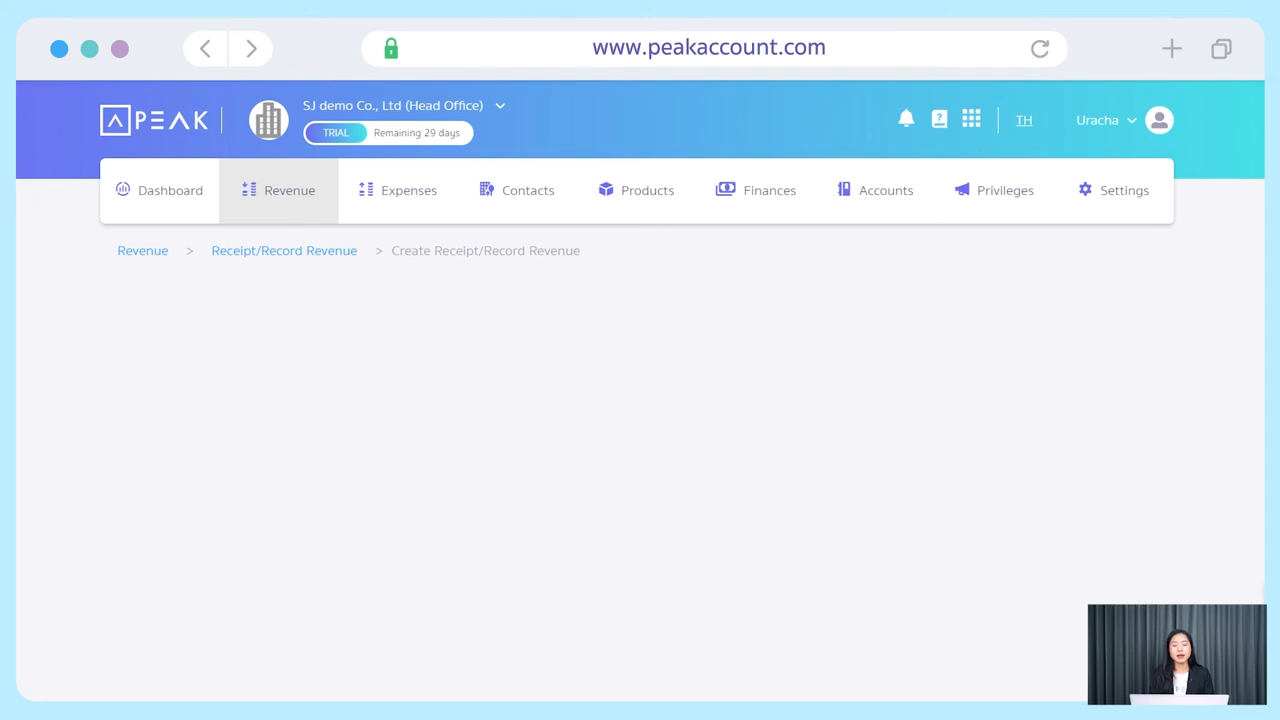 www.peakaccount.com
PEAK
SJ demo Co., Ltd (Head Office)
TRIAL Remaining 29 days
TH
Uracha
Dashboard Revenue Expenses Contacts Products Finances Accounts Privileges Settings
Revenue > Receipt/Record Revenue > Create Receipt/Record Revenue